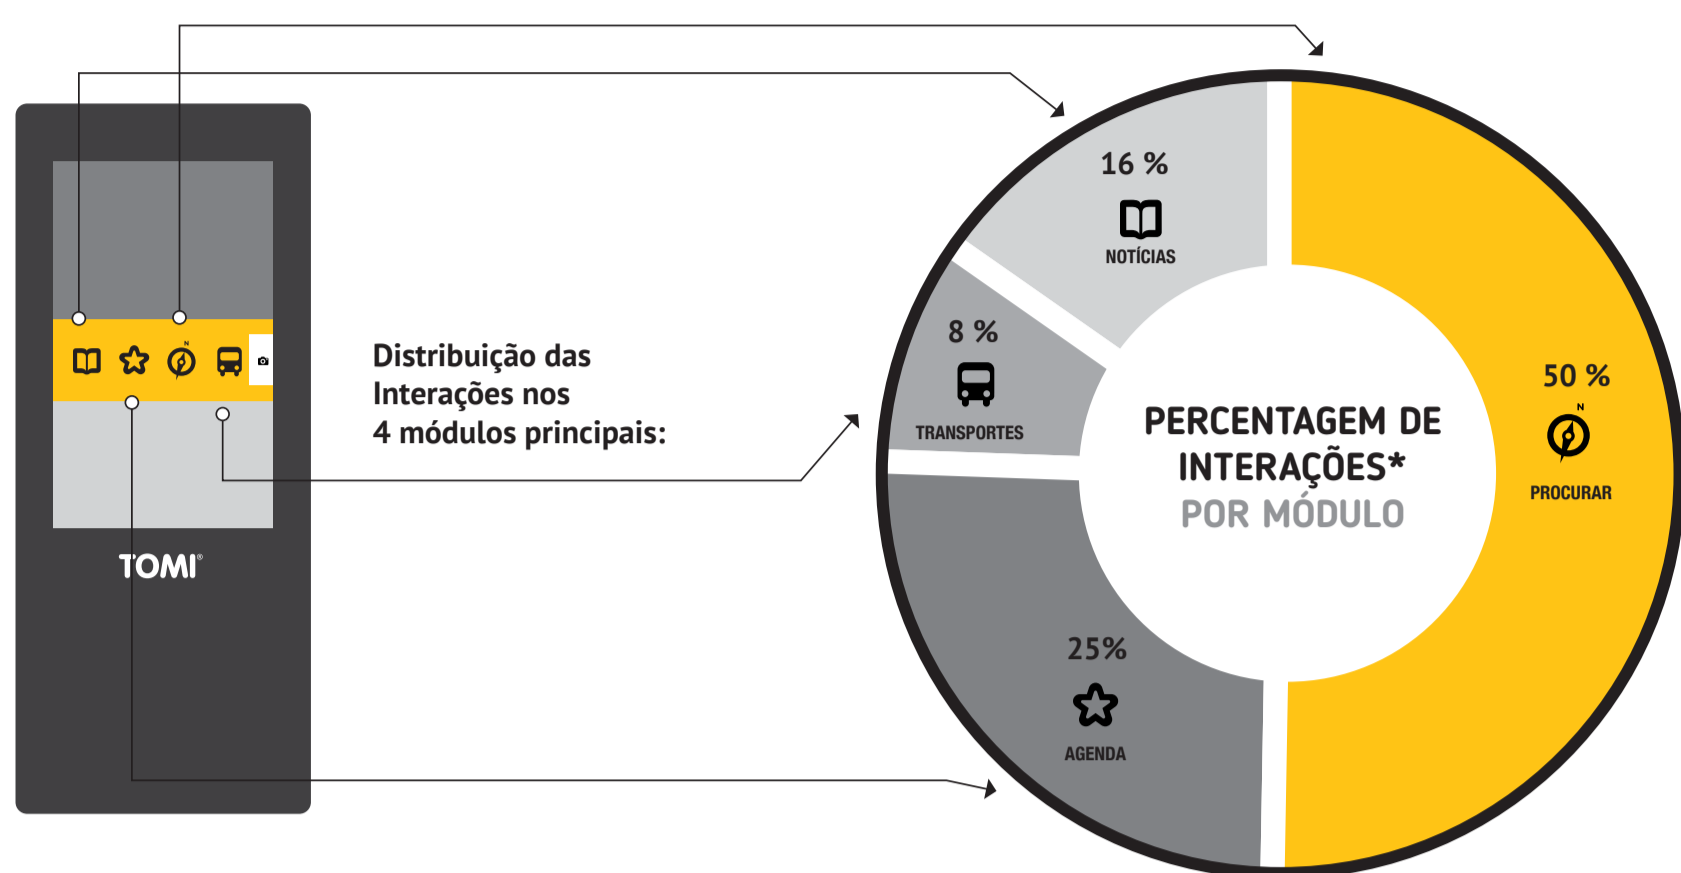 TOMI®
Distribuição das
Interações nos
4 módulos principais:
16 %
NOTÍCIAS
8 %
TRANSPORTES
N
50 %
N
PROCURAR
PERCENTAGEM DE
INTERAÇÕES*
POR MÓDULO
25%
AGENDA